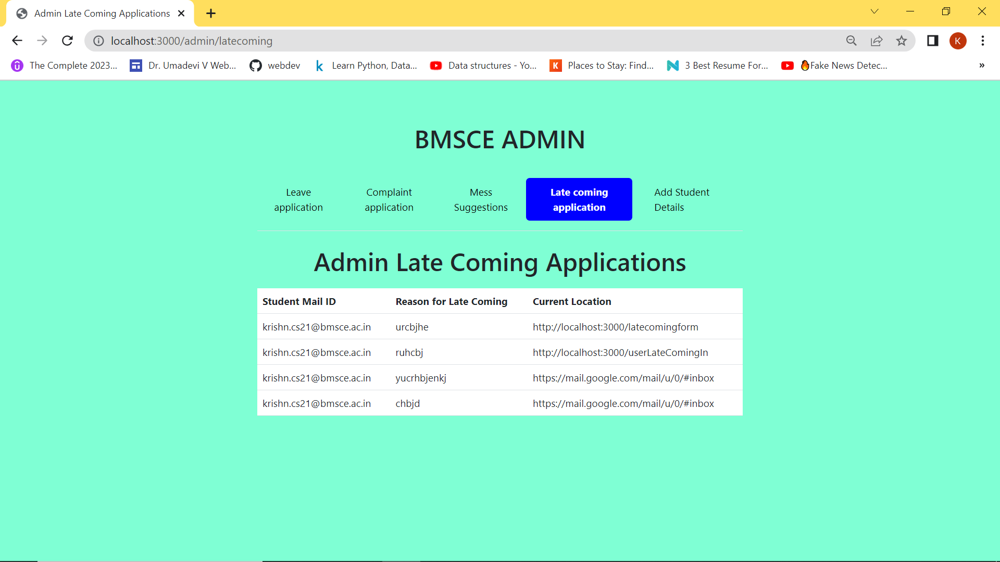 Admin Late Coming Applications
localhost:3000/admin/latecoming
K
The Complete 2023... Dr. Umadevi V Web... webdev Learn Python, Data... Data structures - Yo... Places to Stay: Find... 3 Best Resume For... 🔥Fake News Detec... »
BMSCE ADMIN
Leave application
Complaint application
Mess Suggestions
Late coming application
Add Student Details
Admin Late Coming Applications
Student Mail ID Reason for Late Coming Current Location
krishn.cs21@bmsce.ac.in urcbjhe http://localhost:3000/latecomingform
krishn.cs21@bmsce.ac.in ruhcbj http://localhost:3000/userLateComingIn
krishn.cs21@bmsce.ac.in yucrhbjenkj https://mail.google.com/mail/u/0/#inbox
krishn.cs21@bmsce.ac.in chbjd https://mail.google.com/mail/u/0/#inbox